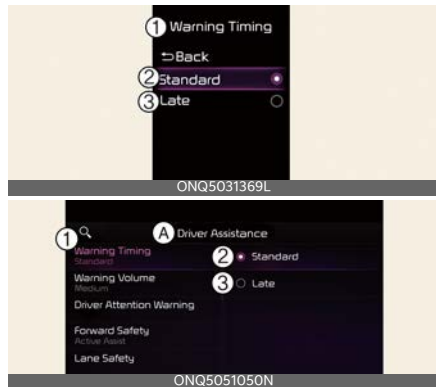 ① Warning Timing
⮌Back
② Standard
③ Late
ONQ5031369L
Ⓐ Driver Assistance
① Warning Timing
Standard
② Standard
Warning Volume
Medium
③ Late
Driver Attention Warning
Forward Safety
Active Assist
Lane Safety
ONQ5051050N